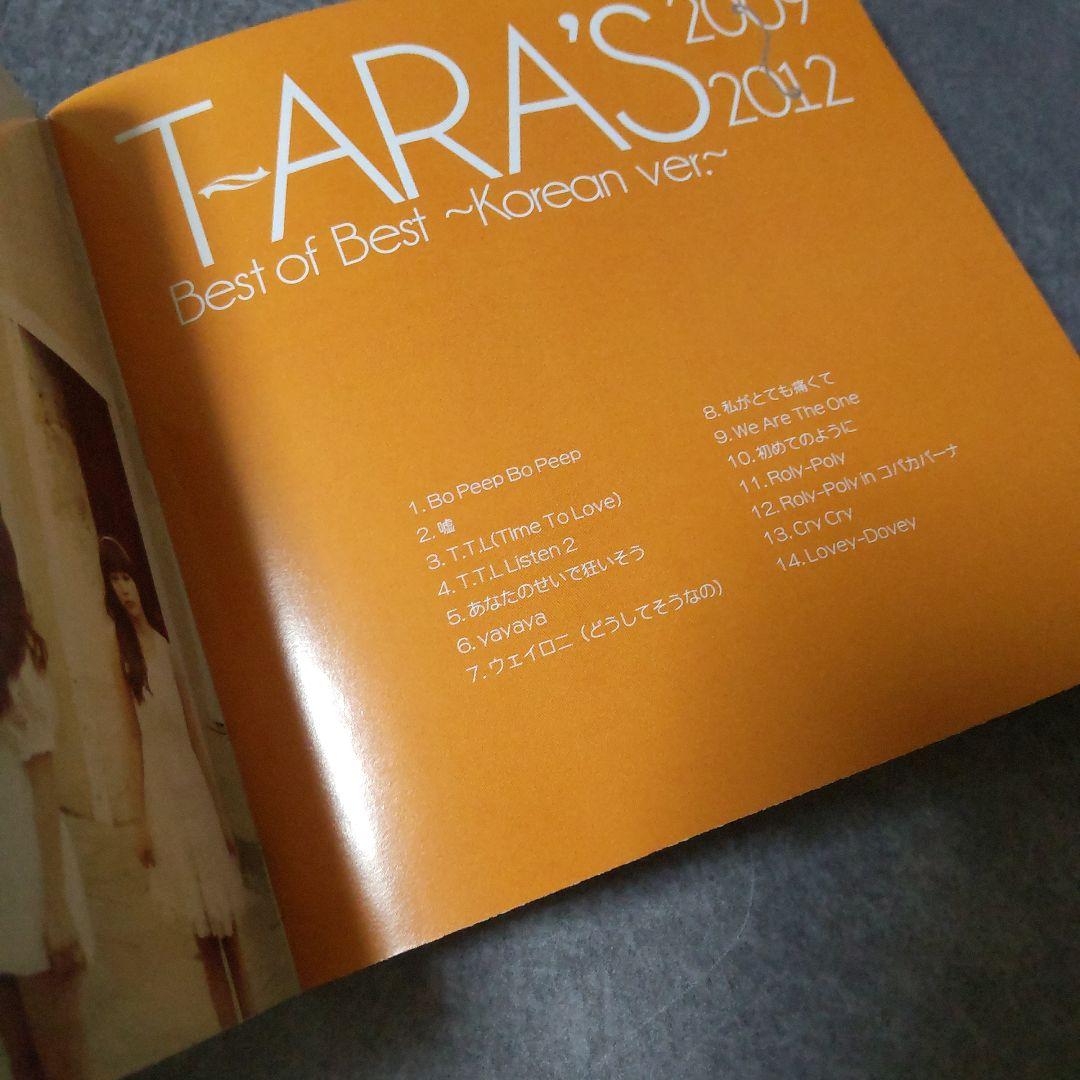 T-ARA'S 2009
2012
Best of Best ~Korean ver.~
1. Bo Peep Bo Peep
2. 嘘
3. T.T.L(Time To Love)
4. T.T.L Listen 2
5. あなたのせいで狂いそう
6. yayaya
7. ウェイロニ（どうしてそうなの）
8. 私がとても痛くて
9. We Are The One
10. 初めてのように
11. Roly-Poly
12. Roly-Poly in コパカバーナ
13. Cry Cry
14. Lovey-Dovey